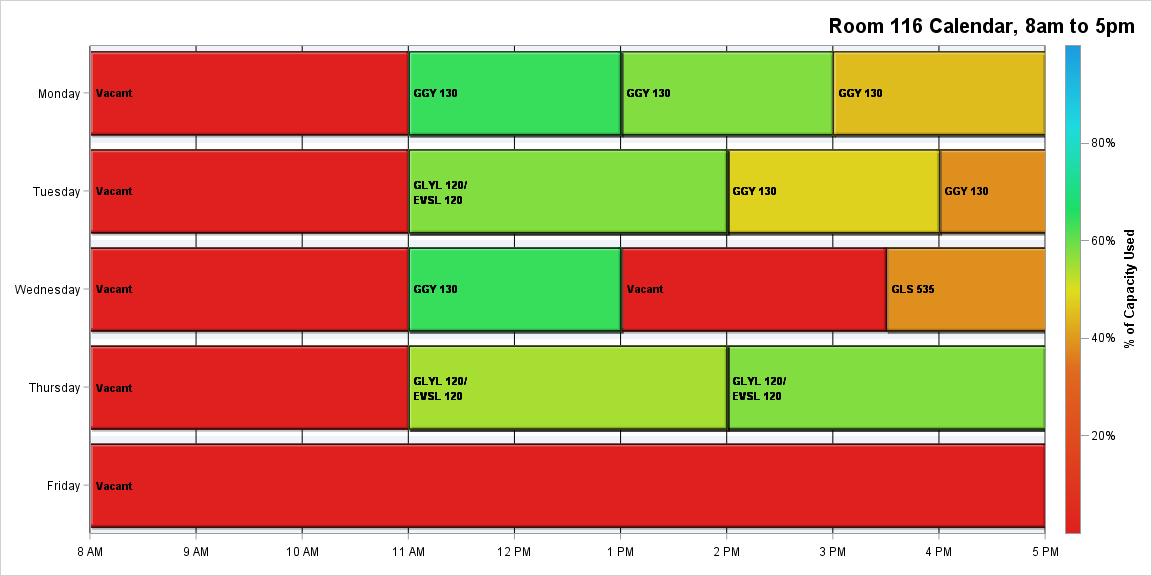 Room 116 Calendar, 8am to 5pm
Monday
Vacant
GGY 130
GGY 130
GGY 130
Tuesday
Vacant
GLYL 120/
EVSL 120
GGY 130
GGY 130
Wednesday
Vacant
GGY 130
Vacant
GLS 535
Thursday
Vacant
GLYL 120/
EVSL 120
GLYL 120/
EVSL 120
Friday
Vacant
8 AM
9 AM
10 AM
11 AM
12 PM
1 PM
2 PM
3 PM
4 PM
5 PM
80%
60%
40%
20%
% of Capacity Used